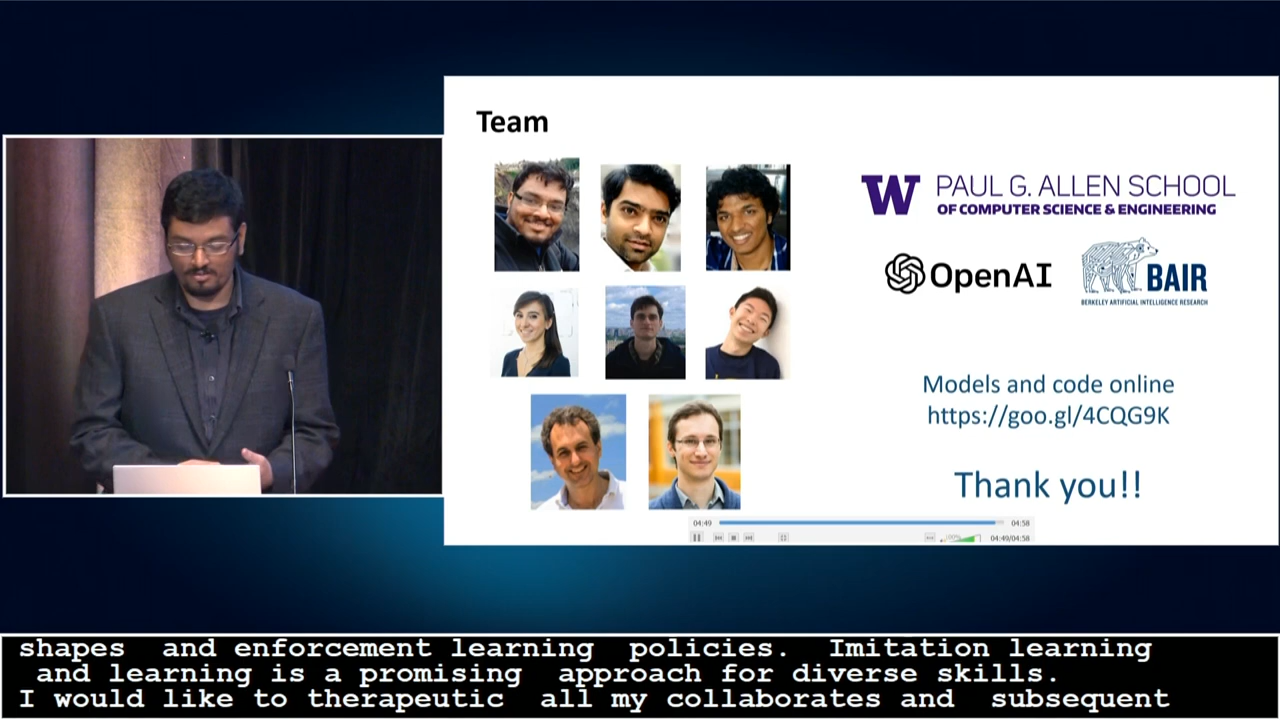 Team
W PAUL G. ALLEN SCHOOL
OF COMPUTER SCIENCE & ENGINEERING
OpenAI
BAIR
BERKELEY ARTIFICIAL INTELLIGENCE RESEARCH
Models and code online
https://goo.gl/4CQG9K
Thank you!!
04:49 04:58
04:49/04:58
shapes and enforcement learning policies. Imitation learning
and learning is a promising approach for diverse skills.
I would like to therapeutic all my collaborates and subsequent